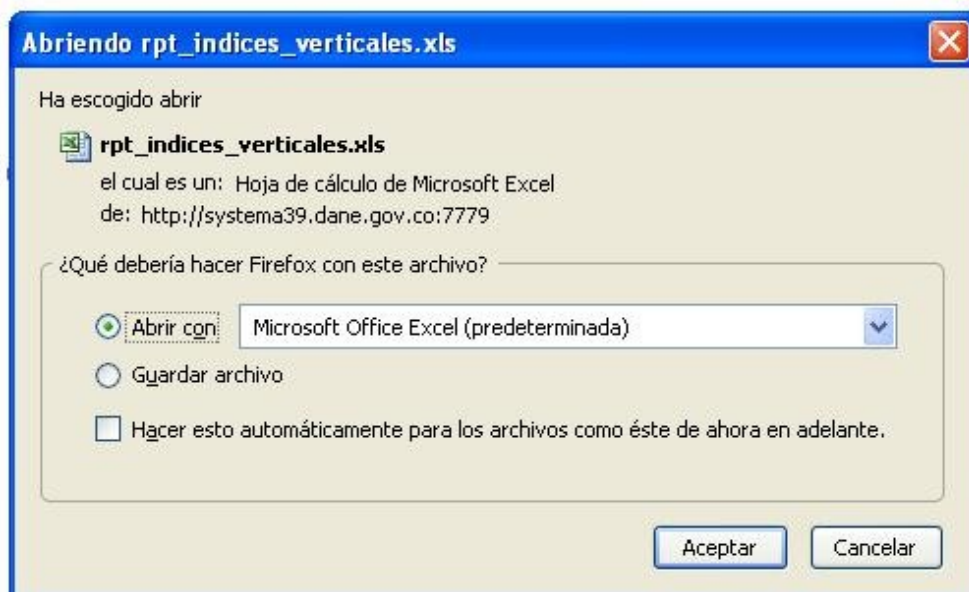 Abriendo rpt_indices_verticales.xls
Ha escogido abrir
rpt_indices_verticales.xls
el cual es un: Hoja de cálculo de Microsoft Excel
de: http://systema39.dane.gov.co:7779
¿Qué debería hacer Firefox con este archivo?
Abrir con Microsoft Office Excel (predeterminada)
Guardar archivo
Hacer esto automáticamente para los archivos como éste de ahora en adelante.
Aceptar Cancelar